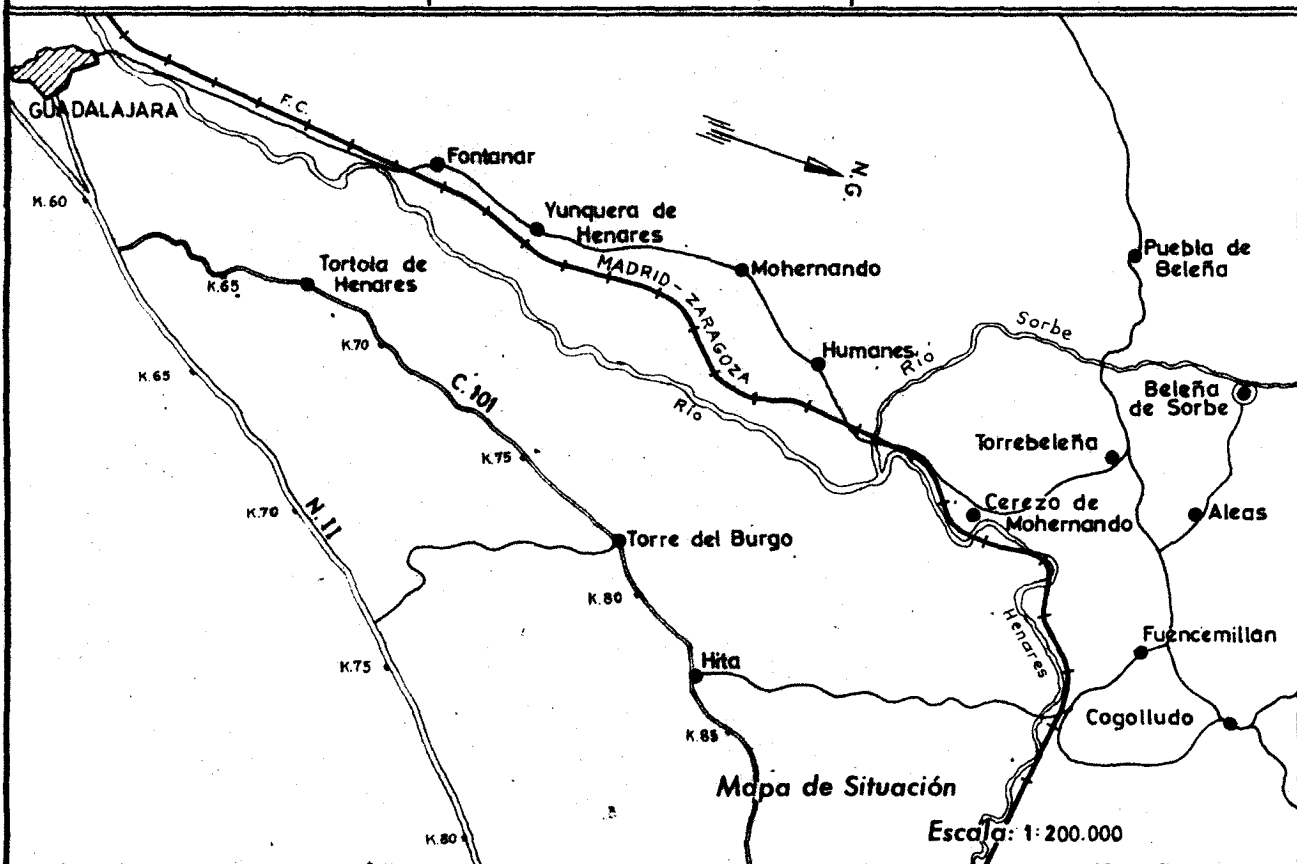 GUADALAJARA
F.C.
Fontanar
N.G.
K.60
Yunquera de
Henares
Puebla de
Beleña
Tortola de
Henares
K.65
MADRID - ZARAGOZA
Mohernando
K.70
Humanes
Río
Sorbe
K.65
C.101
Río
Beleña
de Sorbe
K.75
Torrebeleña
K.70
N.II
Cerezo de
Mohernando
Aleas
Torre del Burgo
K.80
Henares
Fuencemillán
K.75
Hita
Cogolludo
K.85
Mapa de Situación
K.80
Escala: 1:200.000